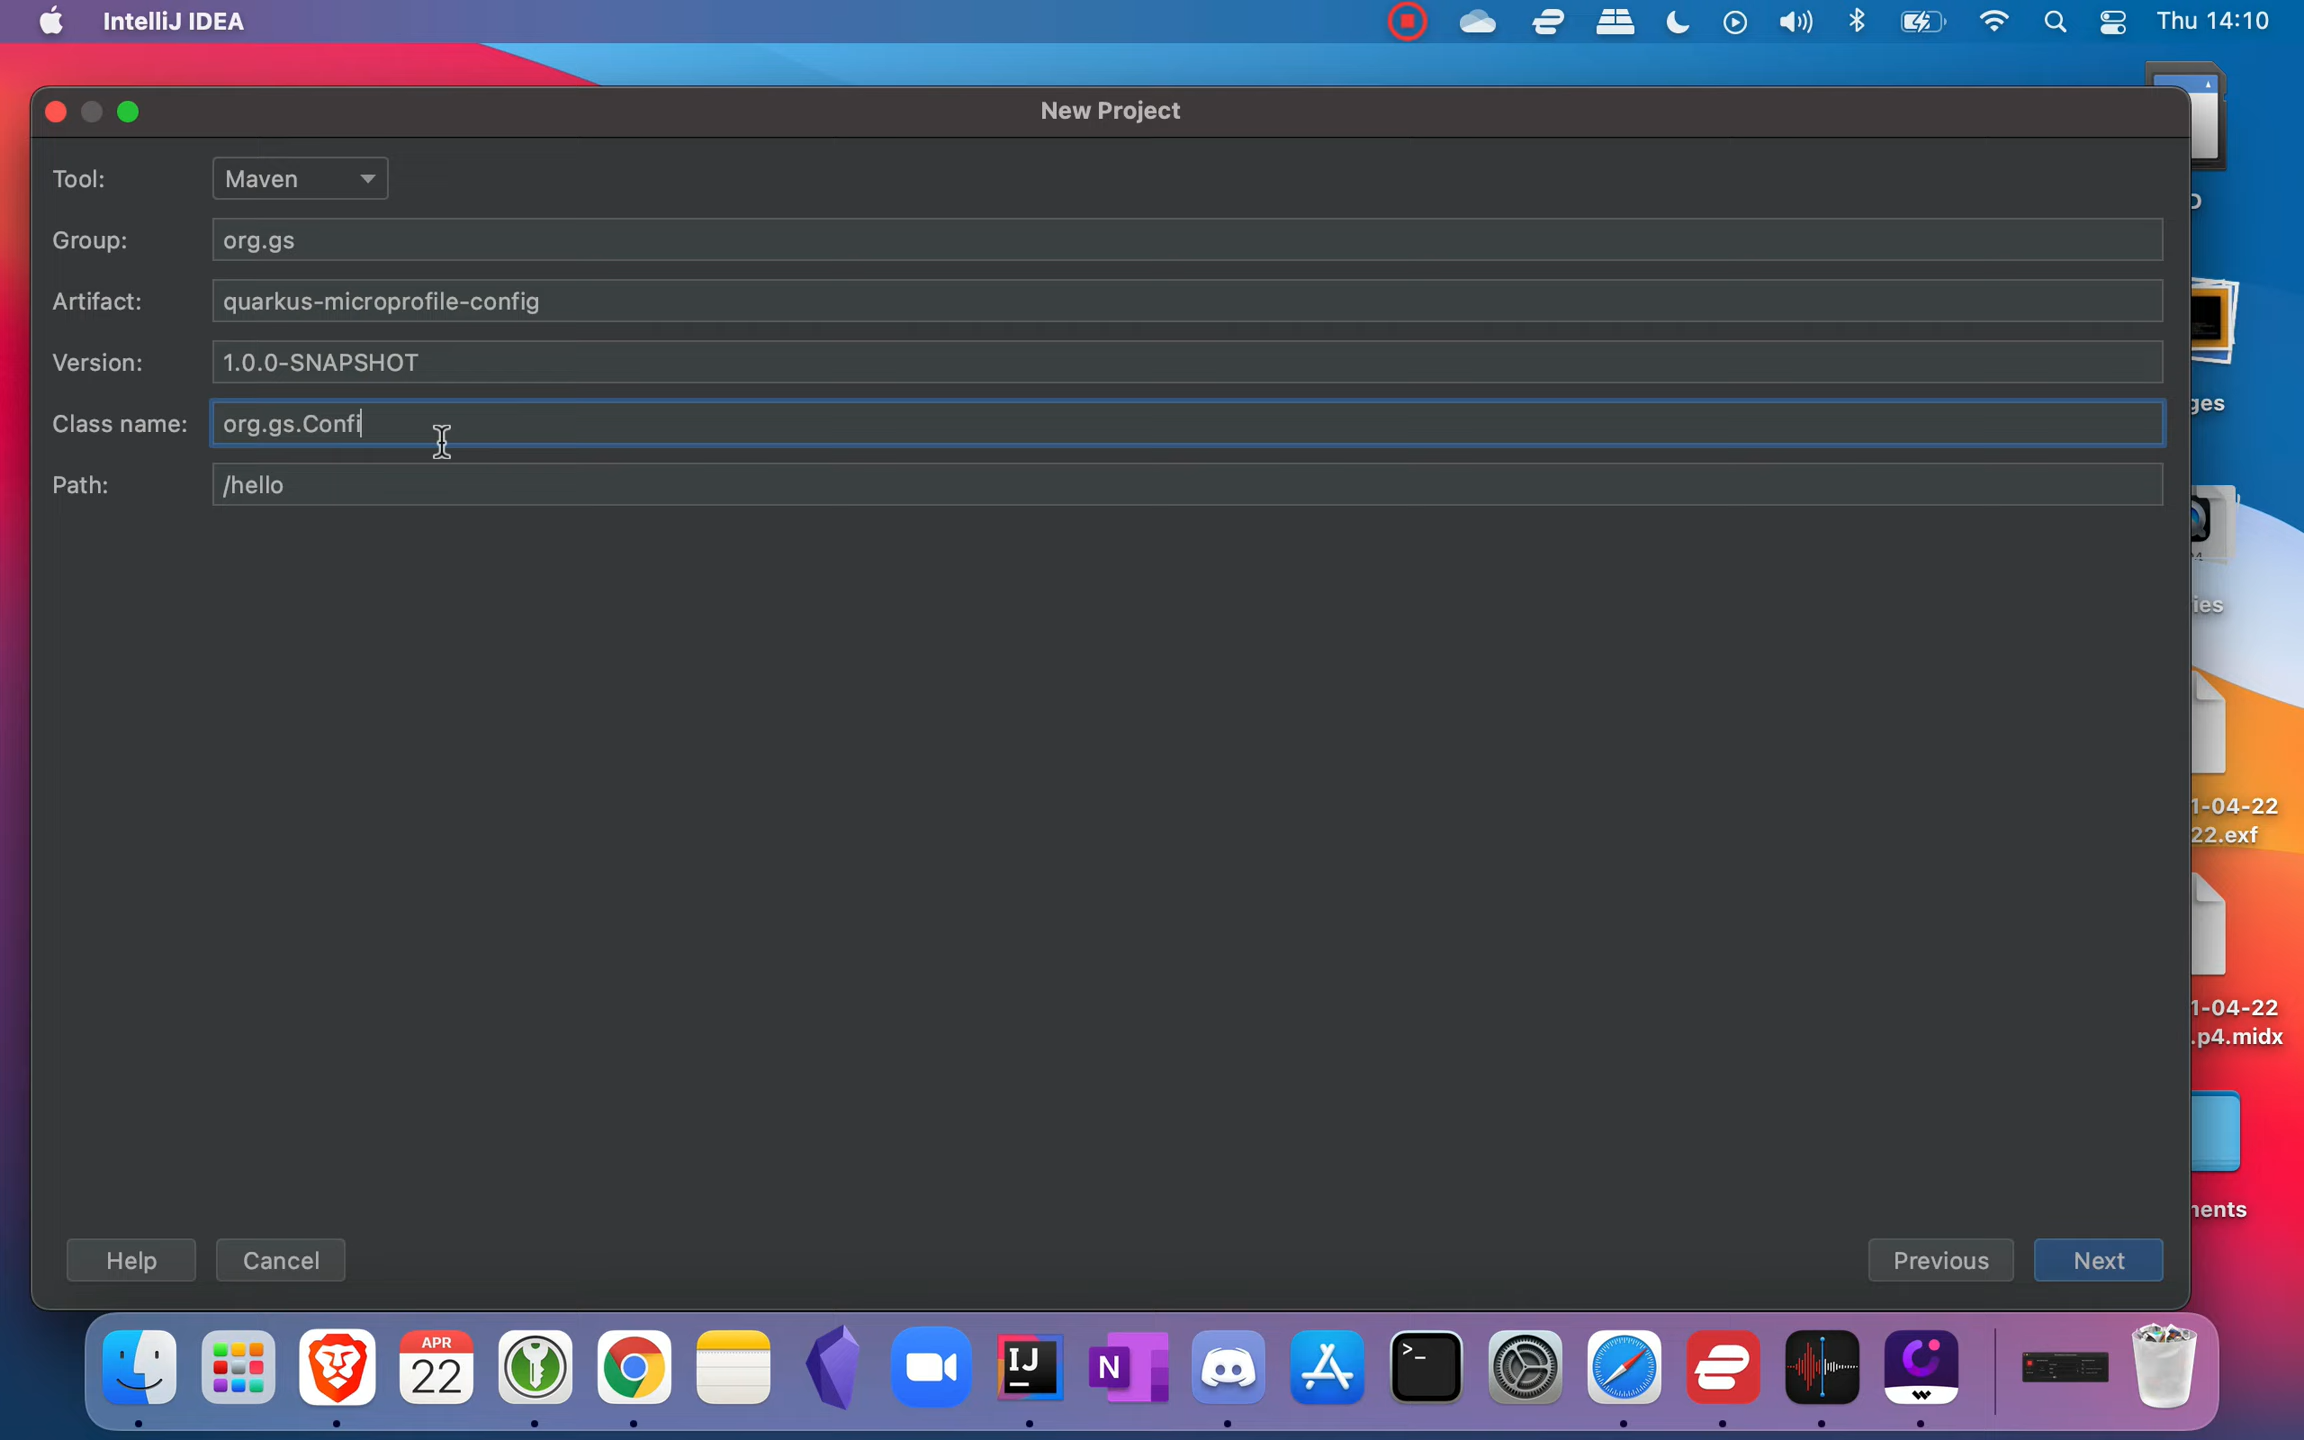 IntelliJ IDEA
Thu 14:10
New Project
Tool: Maven
Group: org.gs
Artifact: quarkus-microprofile-config
Version: 1.0.0-SNAPSHOT
Class name: org.gs.Confi
Path: /hello
Help Cancel Previous Next
ges
ies
1-04-22
22.exf
1-04-22
.p4.midx
nents
APR
22
IJ
N
>_